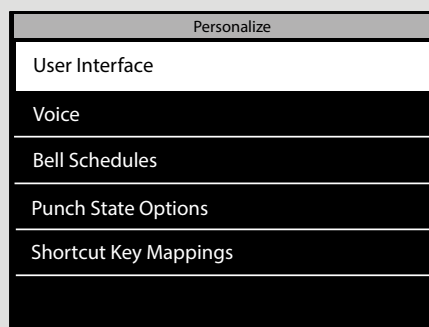 Personalize
User Interface
Voice
Bell Schedules
Punch State Options
Shortcut Key Mappings